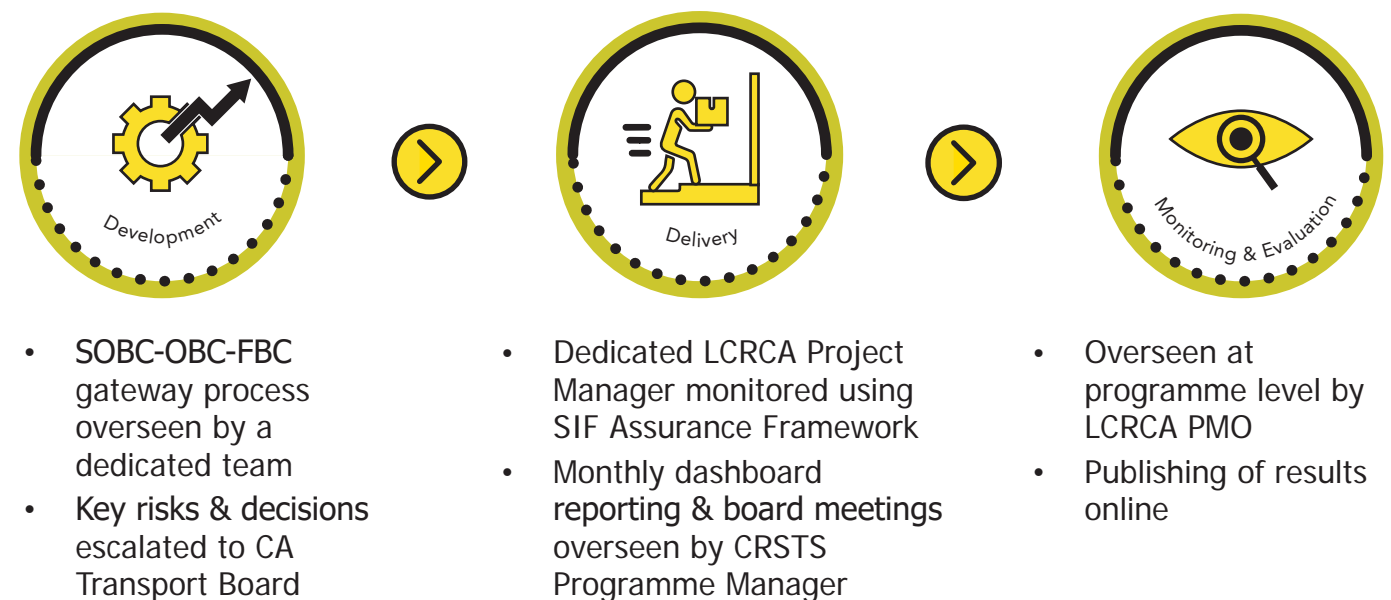 Development
• SOBC-OBC-FBC
gateway process
overseen by a
dedicated team
• Key risks & decisions
escalated to CA
Transport Board
Delivery
• Dedicated LCRCA Project
Manager monitored using
SIF Assurance Framework
• Monthly dashboard
reporting & board meetings
overseen by CRSTS
Programme Manager
Monitoring & Evaluation
• Overseen at
programme level by
LCRCA PMO
• Publishing of results
online